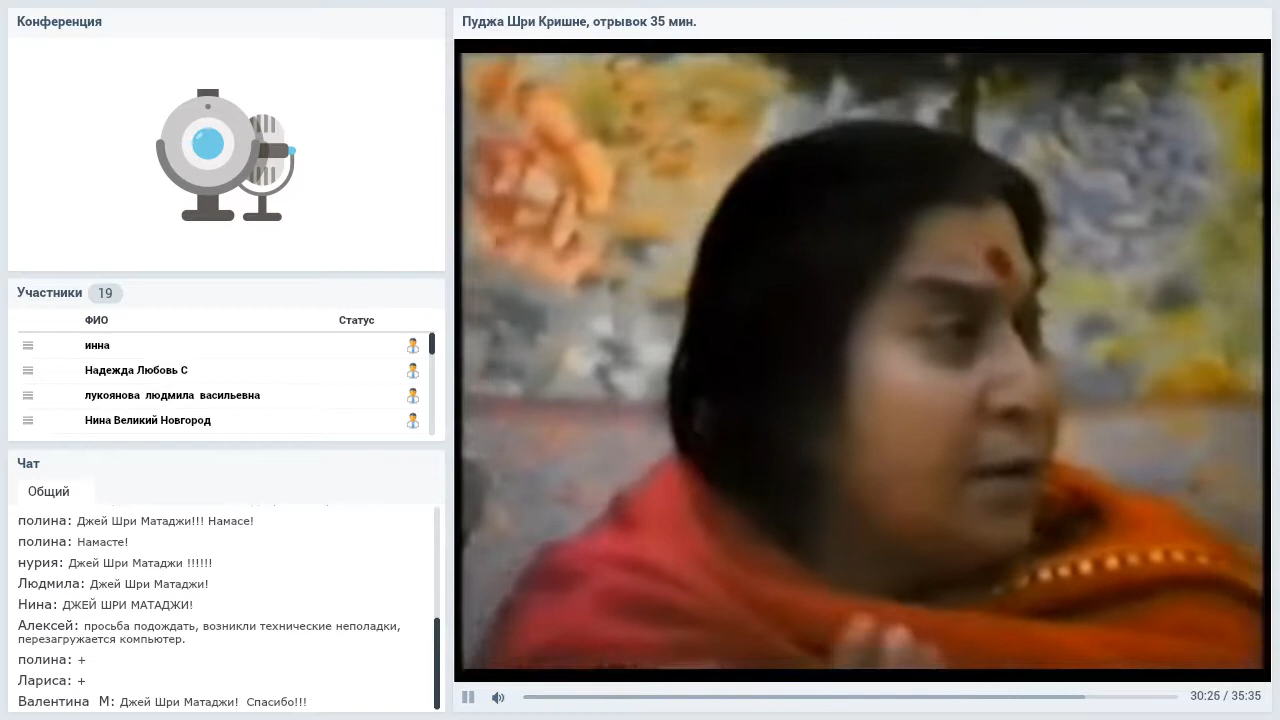 Конференция
Пуджа Шри Кришне, отрывок 35 мин.
Участники 19
ФИО Статус
инна
Надежда Любовь С
лукоянова людмила васильевна
Нина Великий Новгород
Чат
Общий
полина: Джей Шри Матаджи!!! Намасе!
полина: Намасте!
нурия: Джей Шри Матаджи !!!!!!
Людмила: Джей Шри Матаджи!
Нина: ДЖЕЙ ШРИ МАТАДЖИ!
Алексей: просьба подождать, возникли технические неполадки,
перезагружается компьютер.
полина: +
Лариса: +
Валентина М: Джей Шри Матаджи! Спасибо!!!
30:26 / 35:35